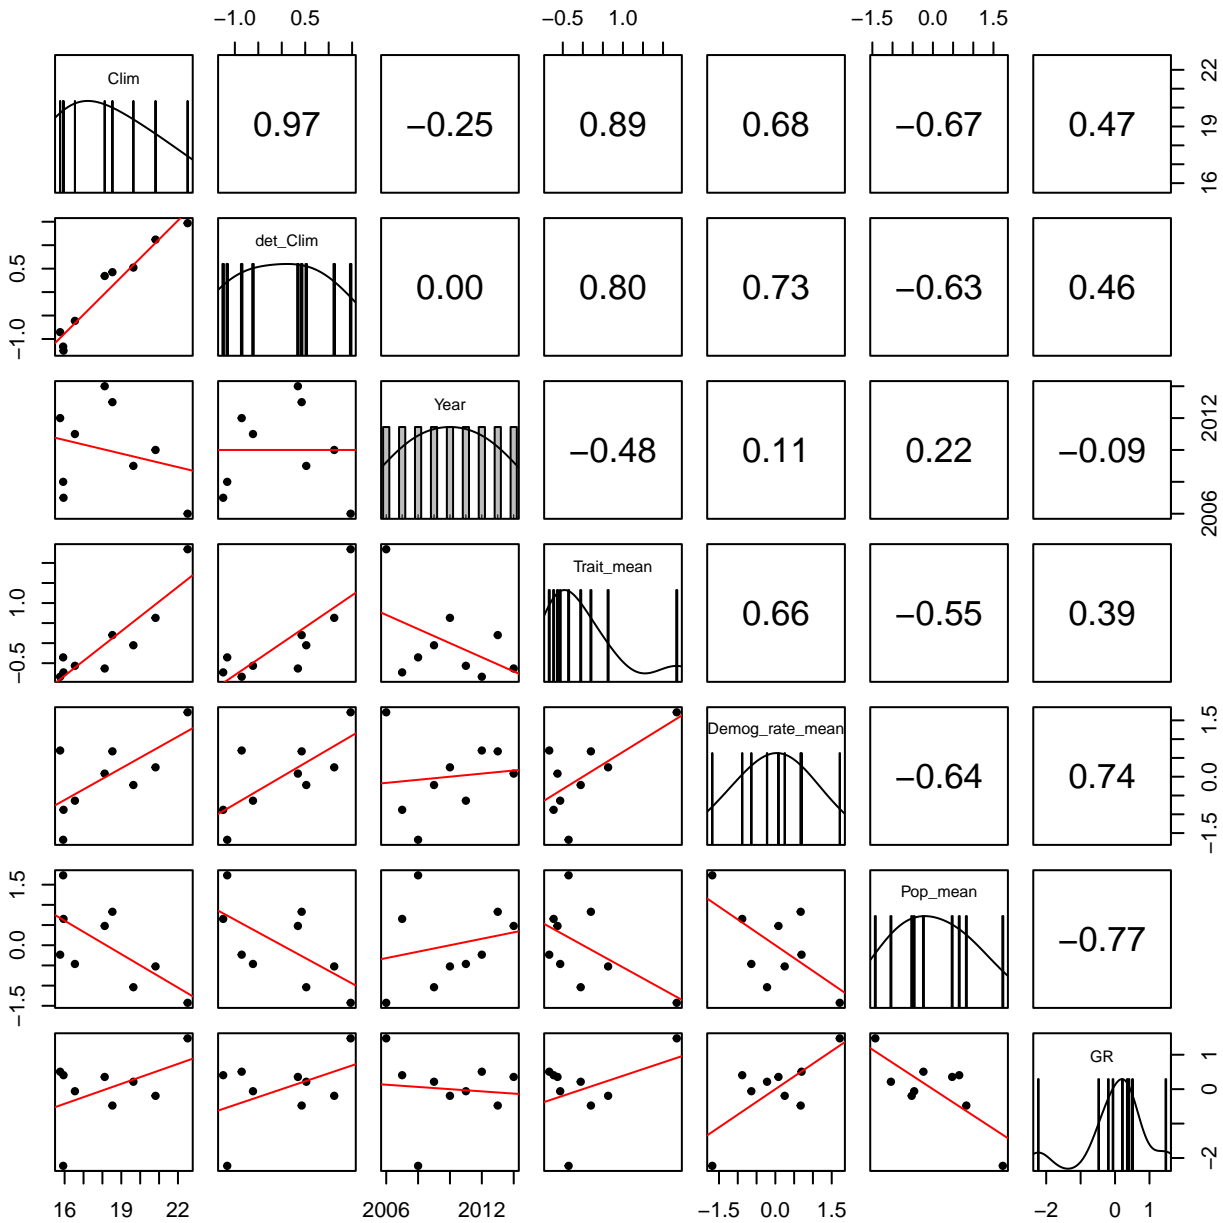 −1.0 0.5 −0.5 1.0 −1.5 0.0 1.5
Clim 0.97 −0.25 0.89 0.68 −0.67 0.47 16 19 22
−1.0 0.5 det_Clim 0.00 0.80 0.73 −0.63 0.46
Year −0.48 0.11 0.22 −0.09 2006 2012
−0.5 1.0 Trait_mean 0.66 −0.55 0.39
Demog_rate_mean −0.64 0.74 −1.5 0.0 1.5
−1.5 0.0 1.5 Pop_mean −0.77
GR −2 0 1
16 19 22 2006 2012 −1.5 0.0 1.5 −2 0 1